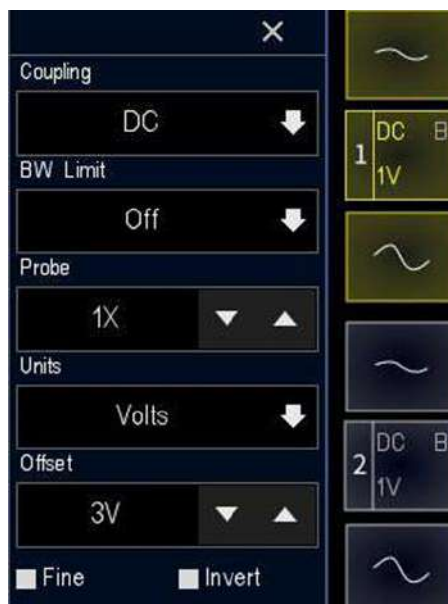 Coupling
DC
BW Limit
Off
Probe
1X
Units
Volts
Offset
3V
Fine Invert
1 DC B
1V
2 DC B
1V